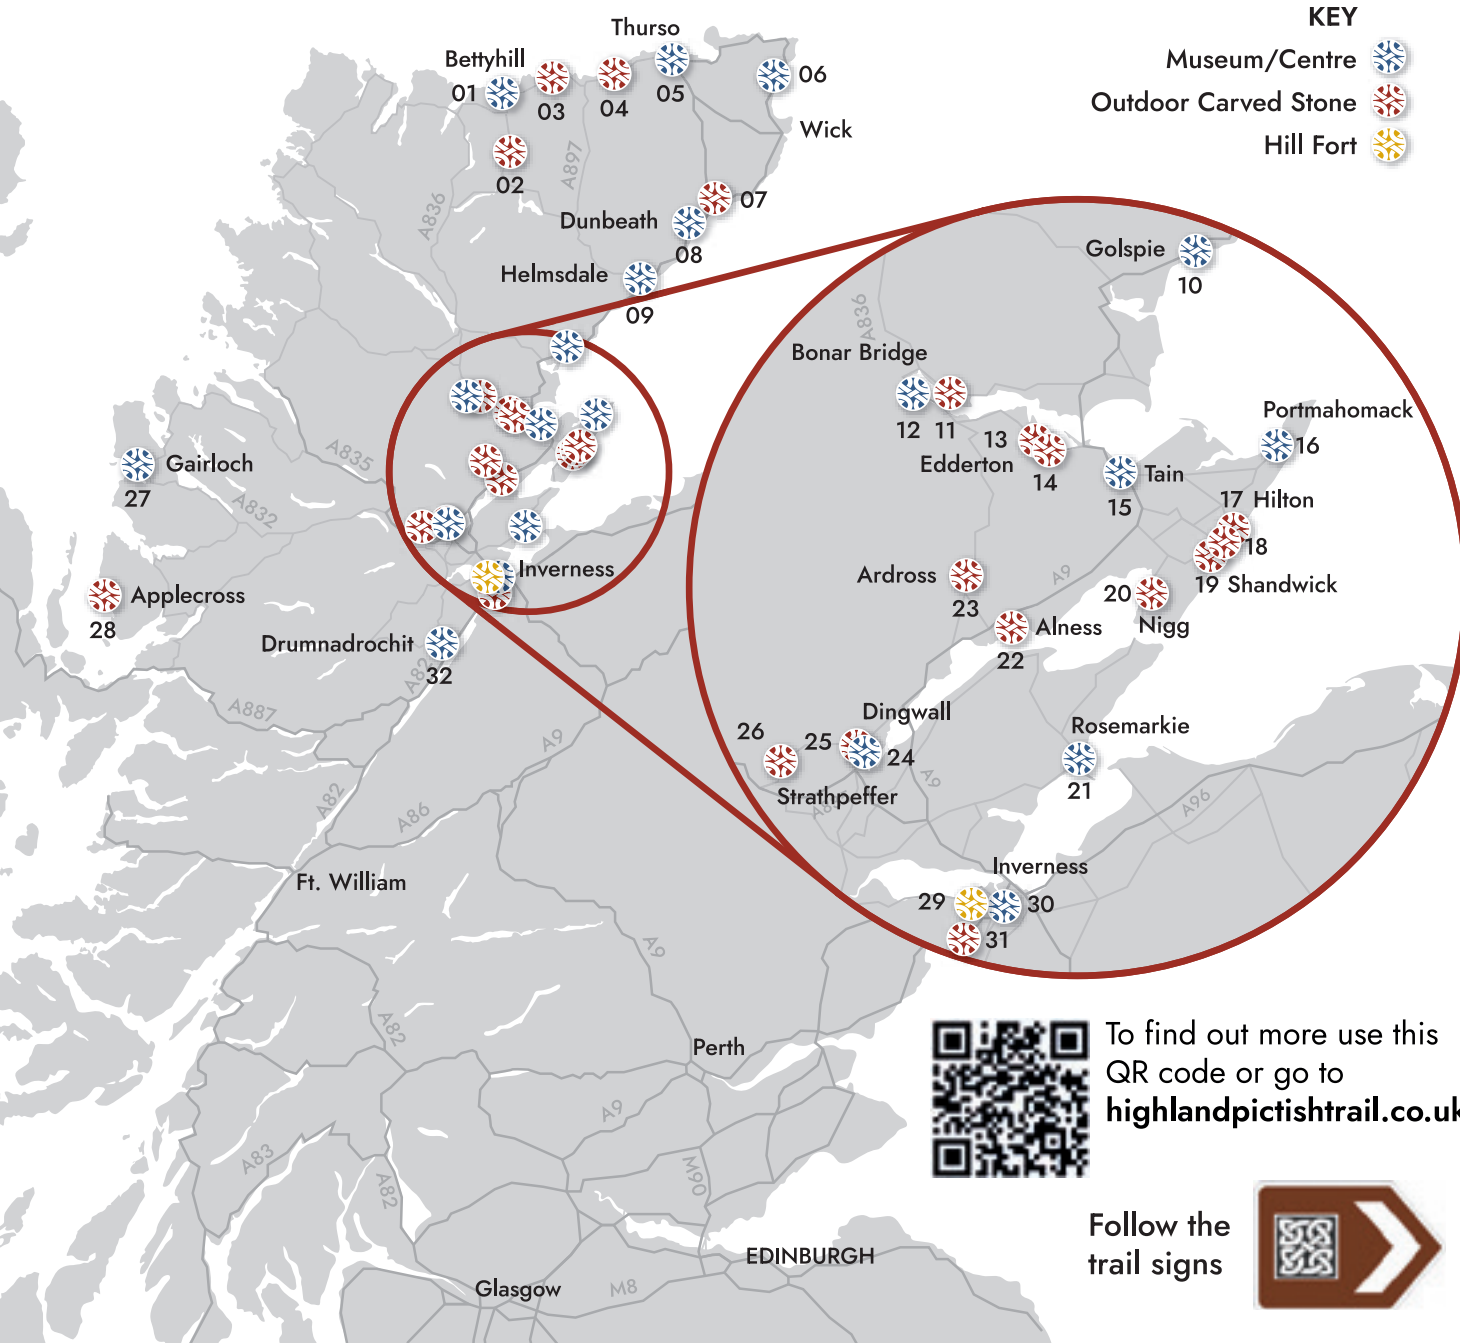 KEY
Museum/Centre
Outdoor Carved Stone
Hill Fort
Thurso
Bettyhill
01
03
04
05
06
Wick
02
A897
A836
07
Dunbeath
08
Helmsdale
09
Golspie
10
A836
Bonar Bridge
12
11
13
Edderton
14
Portmahomack
16
Tain
15
17 Hilton
18
19 Shandwick
20
Nigg
Ardross
23
A9
Alness
22
Dingwall
26
25
24
Strathpeffer
A9
Rosemarkie
21
A96
Inverness
29
30
31
Gairloch
27
A835
A832
Inverness
Applecross
28
Drumnadrochit
32
A82
A887
A9
A82
A86
Ft. William
A9
A82
Perth
A9
A83
A82
M90
EDINBURGH
Glasgow
M8
To find out more use this
QR code or go to
highlandpictishtrail.co.uk
Follow the
trail signs